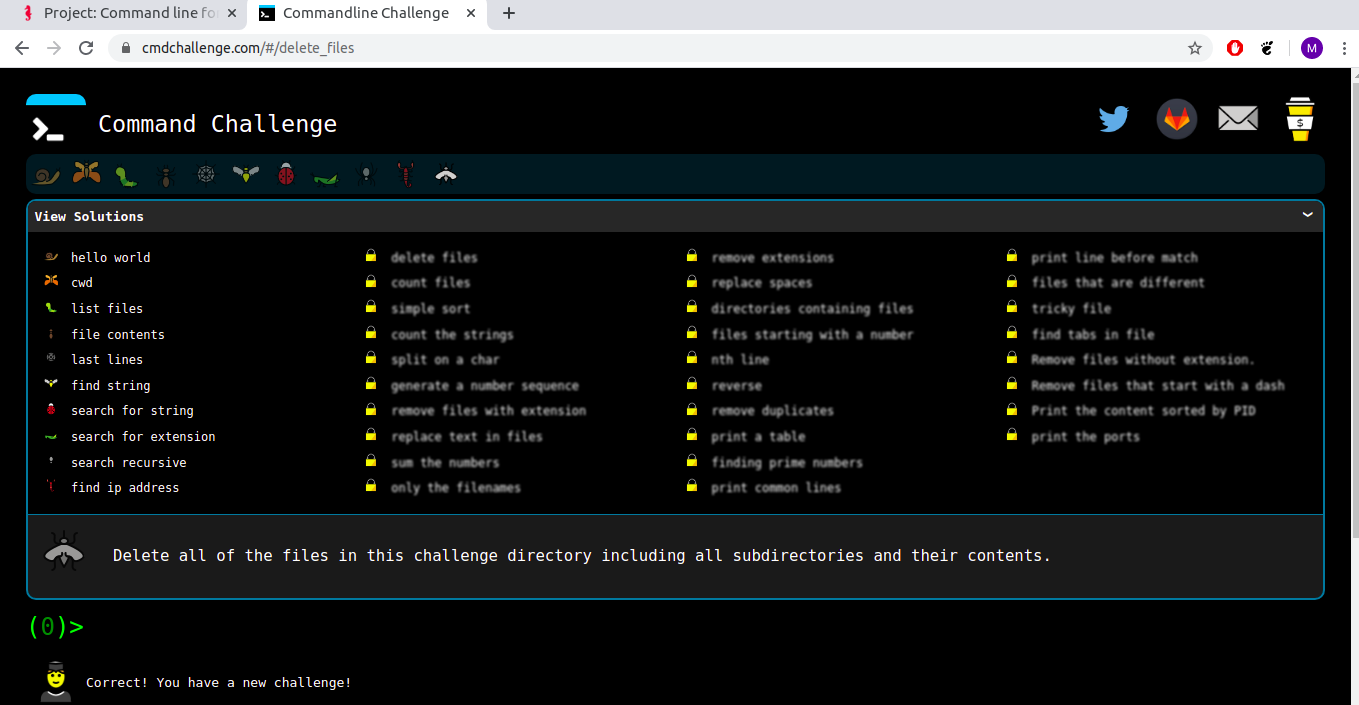 Project: Command line fo
Commandline Challenge
cmdchallenge.com/#/delete_files
M
Command Challenge
$
View Solutions
hello world delete files remove extensions print line before match
cwd count files replace spaces files that are different
list files simple sort directories containing files tricky file
file contents count the strings files starting with a number find tabs in file
last lines split on a char nth line Remove files without extension.
find string generate a number sequence reverse Remove files that start with a dash
search for string remove files with extension remove duplicates Print the content sorted by PID
search for extension replace text in files print a table print the ports
search recursive sum the numbers finding prime numbers
find ip address only the filenames print common lines
Delete all of the files in this challenge directory including all subdirectories and their contents.
(0)>
Correct! You have a new challenge!